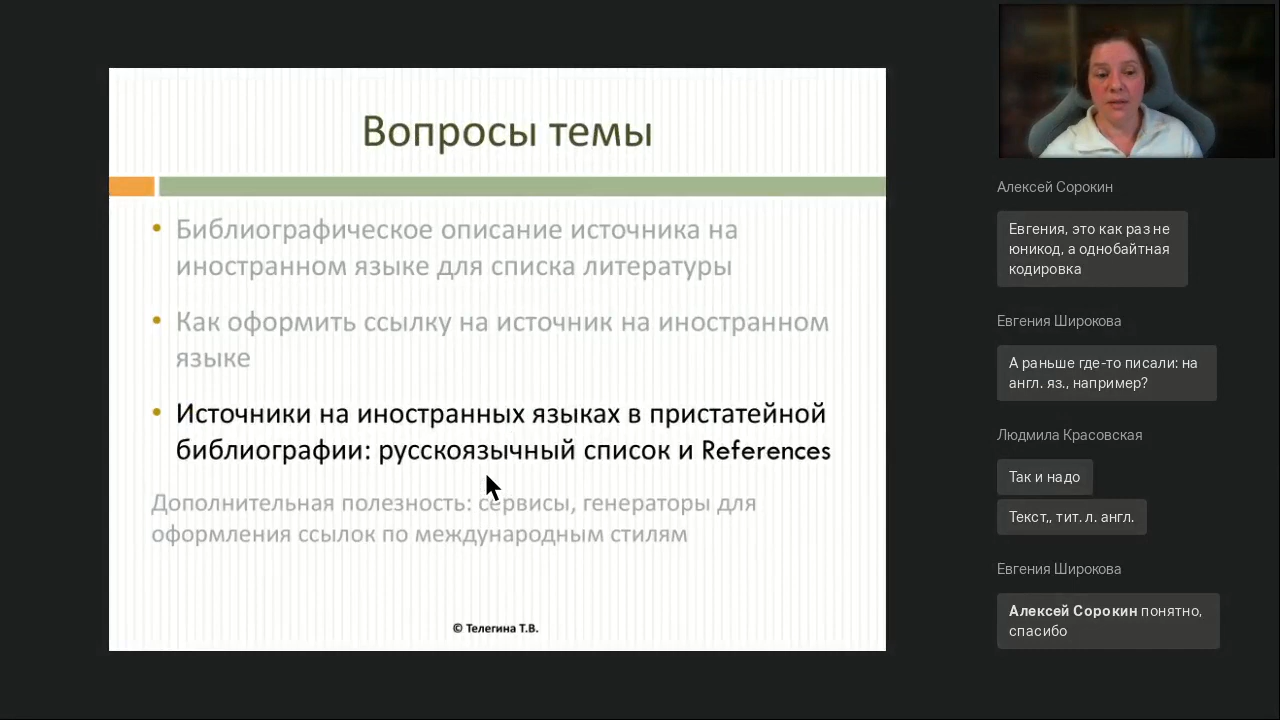 Вопросы темы
• Библиографическое описание источника на
иностранном языке для списка литературы
• Как оформить ссылку на источник на иностранном
языке
• Источники на иностранных языках в пристатейной
библиографии: русскоязычный список и References
Дополнительная полезность: сервисы, генераторы для
оформления ссылок по международным стилям
© Телегина Т.В.
Алексей Сорокин
Евгения, это как раз не
юникод, а однобайтная
кодировка
Евгения Широкова
А раньше где-то писали: на
англ. яз., например?
Людмила Красовская
Так и надо
Текст,, тит. л. англ.
Евгения Широкова
Алексей Сорокин понятно,
спасибо